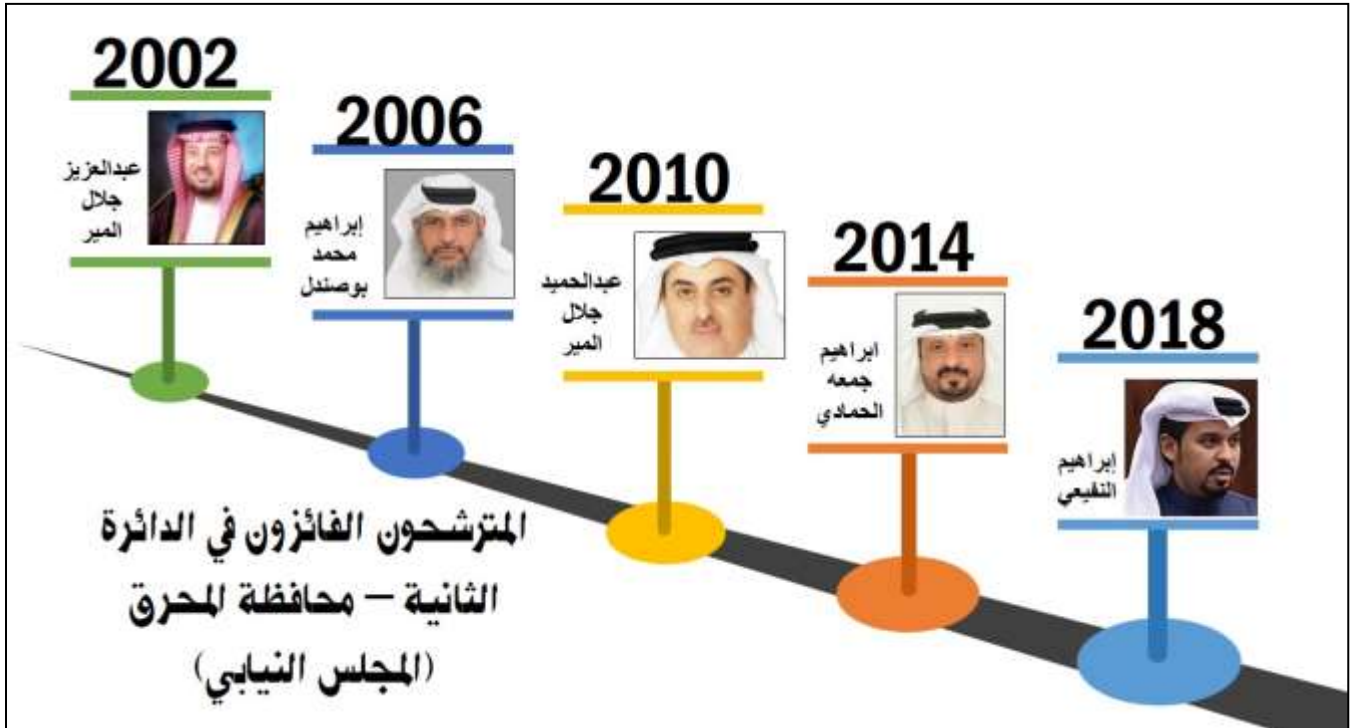 2002
عبدالعزيز
جلال
المير
2006
إبراهيم
محمد
بوصندل
2010
عبدالحميد
جلال
المير
2014
ابراهيم
جمعه
الحمادي
2018
إبراهيم
النفيعي
المترشحون الفائزون في الدائرة
الثانية – محافظة المحرق
(المجلس النيابي)